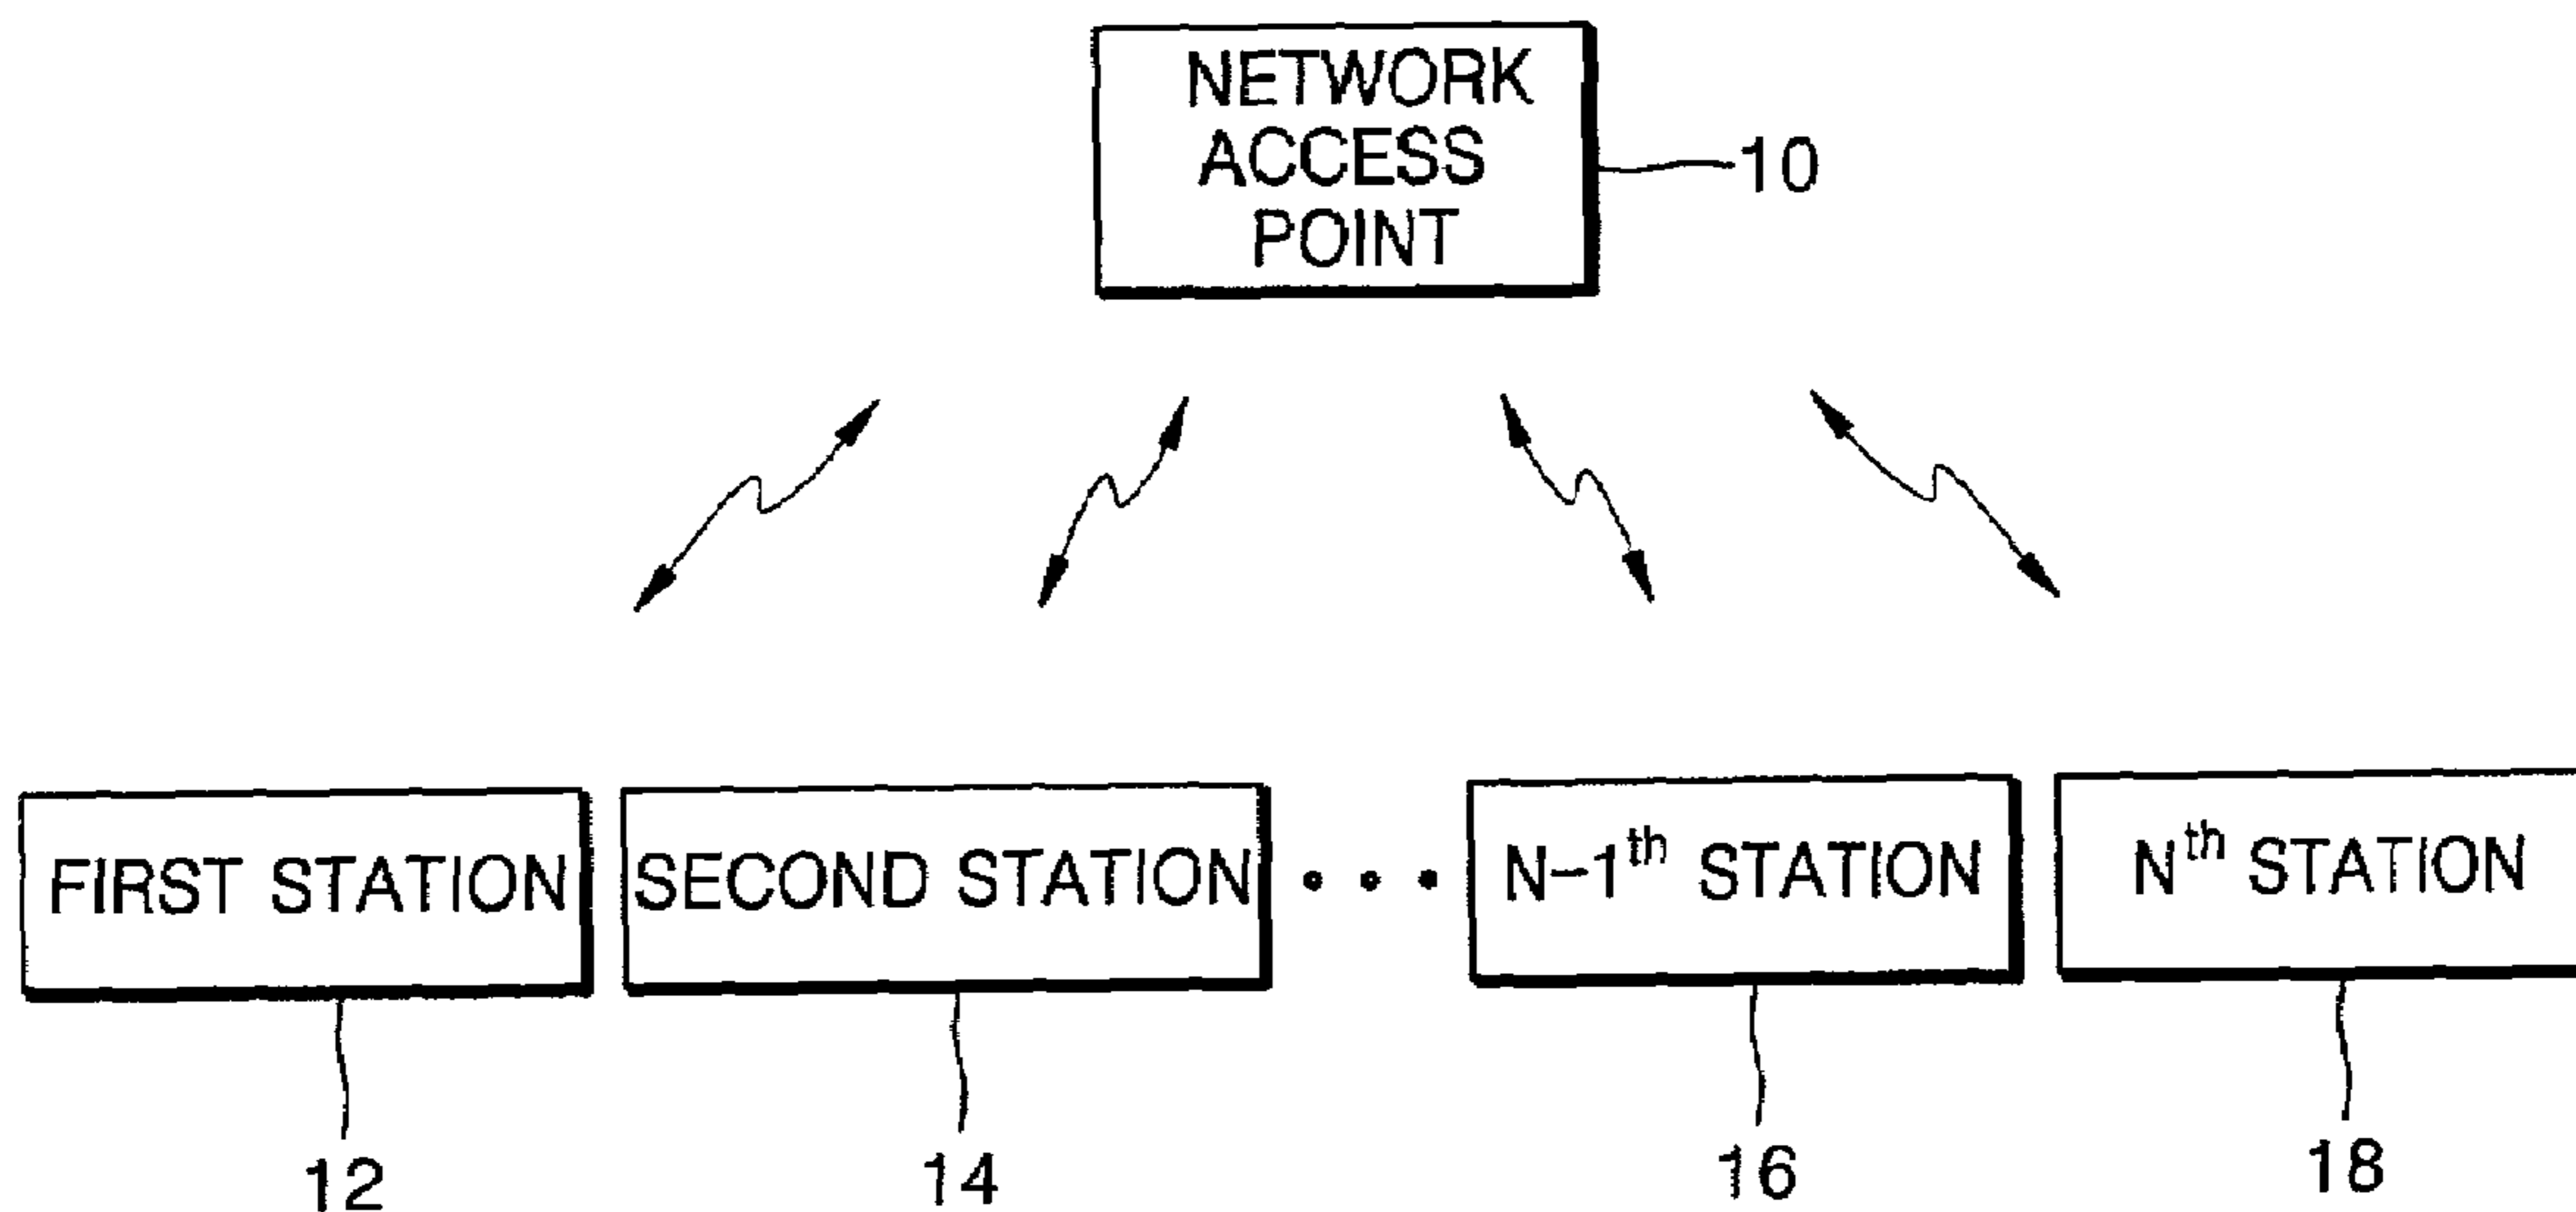 NETWORK
ACCESS
POINT
10
FIRST STATION
SECOND STATION
• • •
N-1th STATION
Nth STATION
12
14
16
18